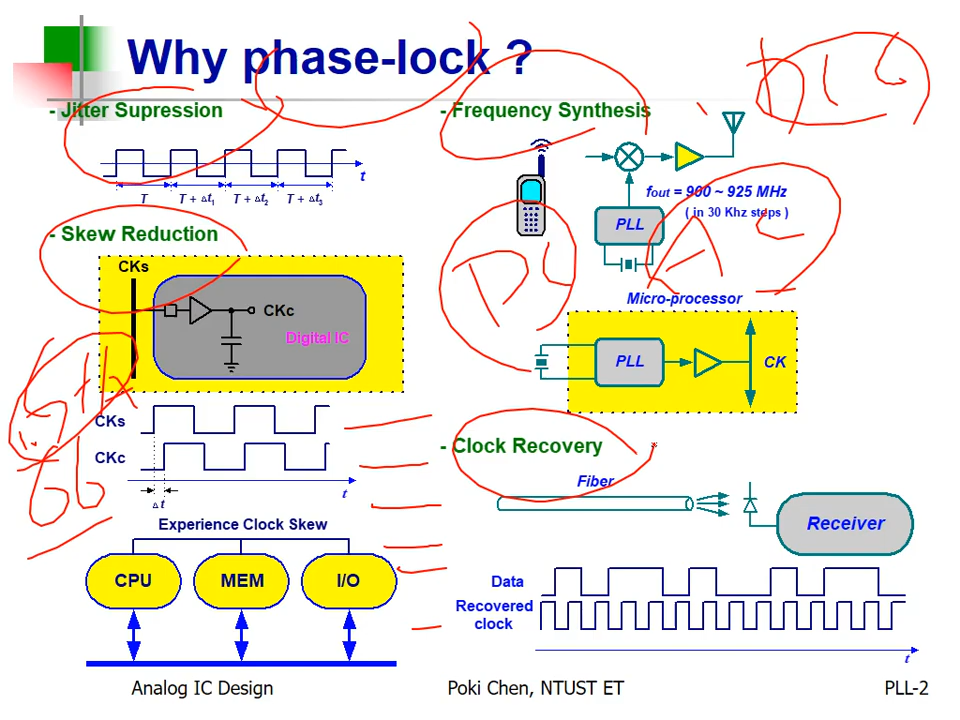 Why phase-lock ?
- Jitter Supression
T
T + Δt1
T + Δt2
T + Δt3
t
- Skew Reduction
CKs
CKc
Digital IC
CKs
CKc
Δt
t
Experience Clock Skew
CPU
MEM
I/O
- Frequency Synthesis
fout = 900 ~ 925 MHz
( in 30 Khz steps )
PLL
Micro-processor
PLL
CK
- Clock Recovery
Fiber
Receiver
Data
Recovered
clock
t
Analog IC Design
Poki Chen, NTUST ET
PLL-2